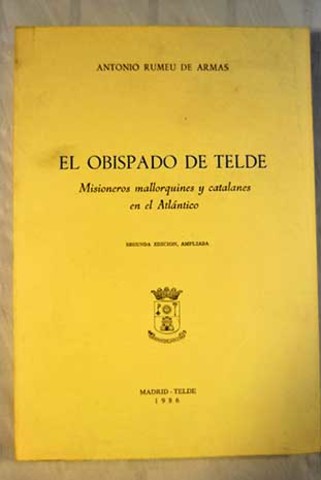 ANTONIO RUMEU DE ARMAS
EL OBISPADO DE TELDE
Misioneros mallorquines y catalanes
en el Atlántico
SEGUNDA EDICION, AMPLIADA
MADRID - TELDE
1986